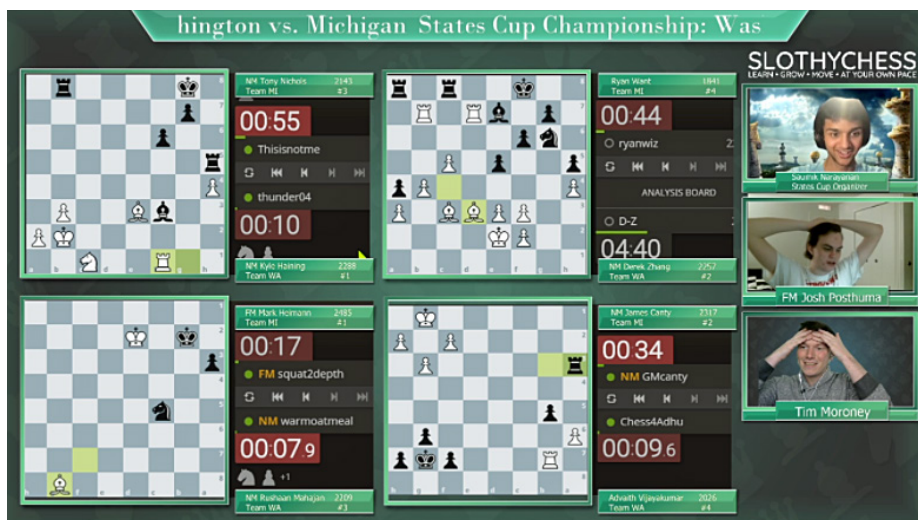 hington vs. Michigan States Cup Championship: Was
SLOTHYCHESS
LEARN • GROW • MOVE • AT YOUR OWN PACE
NM Tony Nichols 2143
Team MI #3
00:55
Thisisnotme
thunder04
00:10
NM Kyle Haining 2288
Team WA #1
Ryan Want 1841
Team MI #4
00:44
ryanwiz
ANALYSIS BOARD
D-Z
04:40
NM Derek Zhang 2257
Team WA #2
Saumik Narayanan
States Cup Organizer
FM Josh Posthuma
Tim Moroney
FM Mark Heimann 2485
Team MI #1
00:17
FM squat2depth
NM warmoatmeal
00:07.9
+1
NM Rushaan Mahajan 2209
Team WA #3
NM James Canty 2317
Team MI #2
00:34
NM GMcanty
Chess4Adhu
00:09.6
Advaith Vijayakumar 2026
Team WA #4